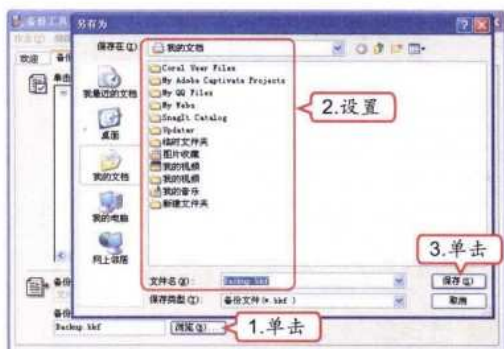 备份工具
另存为
欢迎
保存在(I):
我的文档
Corel User Files
My Adobe Captivate Projects
My QQ Files
My Webs
SnagIt Catalog
Updater
临时文件夹
图片收藏
我的视频
我的视频
我的音乐
新建文件夹
我最近的文档
桌面
我的文档
我的电脑
网上邻居
2.设置
3.单击
文件名(N):
Backup.bkf
保存(S)
保存类型(T):
备份文件(*.bkf)
取消
Backup.bkf
浏览(W)...
1.单击